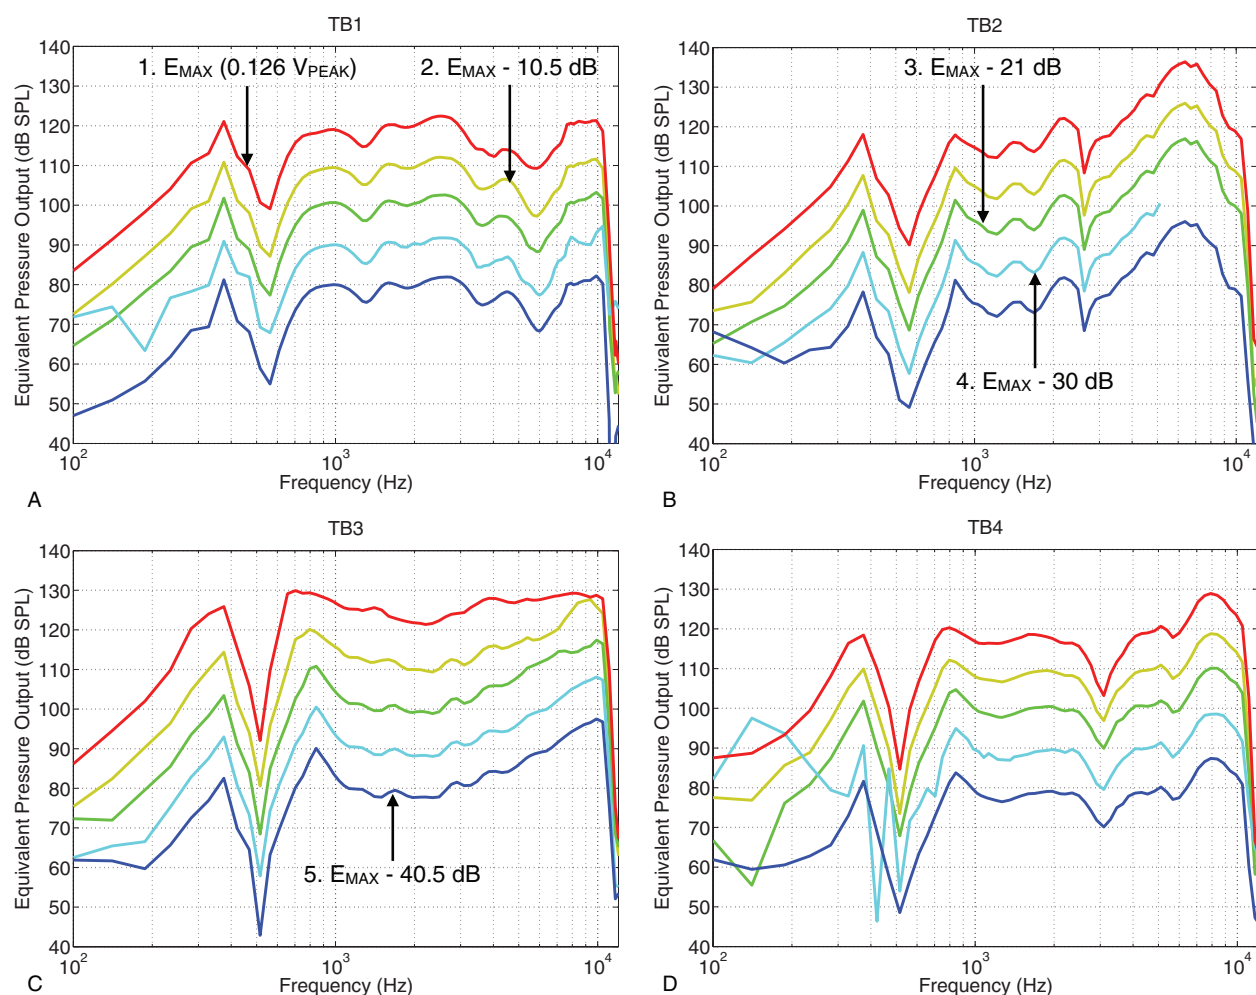 TB1
1. EMAX (0.126 VPEAK)
2. EMAX - 10.5 dB
Equivalent Pressure Output (dB SPL)
140
130
120
110
100
90
80
70
60
50
40
10² 10³ 10⁴
Frequency (Hz)
A
TB2
3. EMAX - 21 dB
4. EMAX - 30 dB
Equivalent Pressure Output (dB SPL)
140
130
120
110
100
90
80
70
60
50
40
10² 10³ 10⁴
Frequency (Hz)
B
TB3
5. EMAX - 40.5 dB
Equivalent Pressure Output (dB SPL)
140
130
120
110
100
90
80
70
60
50
40
10² 10³ 10⁴
Frequency (Hz)
C
TB4
Equivalent Pressure Output (dB SPL)
140
130
120
110
100
90
80
70
60
50
40
10² 10³ 10⁴
Frequency (Hz)
D